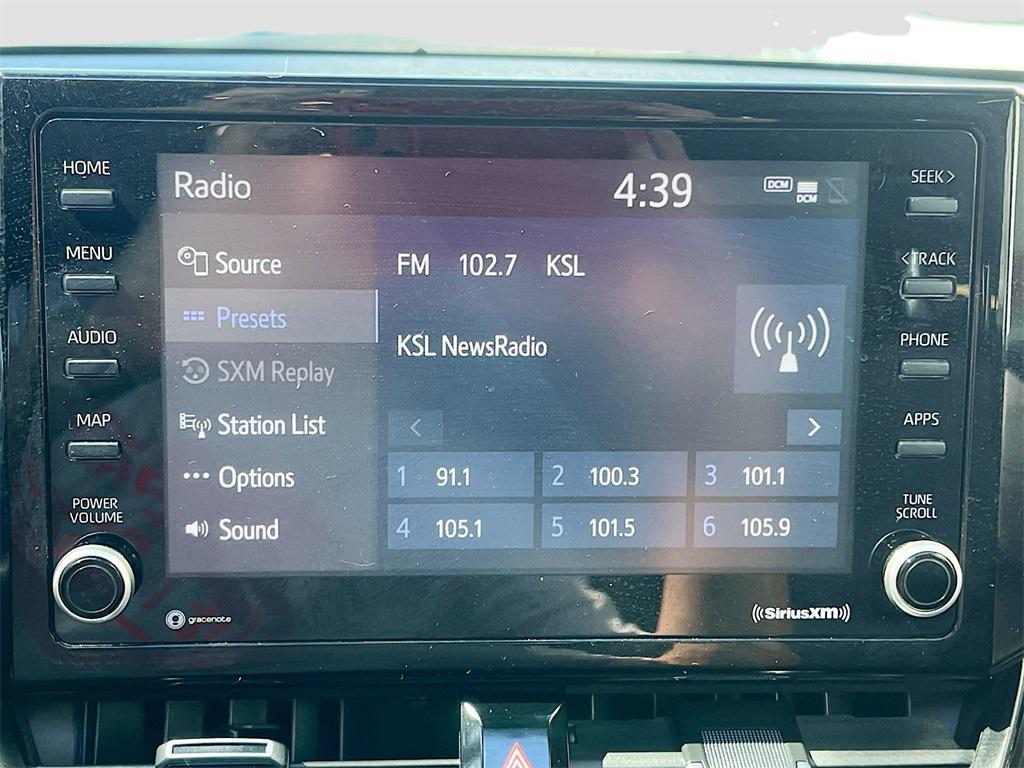 HOME
MENU
AUDIO
MAP
POWER
VOLUME
Radio 4:39 DCM DCM
Source
Presets
SXM Replay
Station List
Options
Sound
FM 102.7 KSL
KSL NewsRadio
< >
1 91.1 2 100.3 3 101.1
4 105.1 5 101.5 6 105.9
SEEK >
< TRACK
PHONE
APPS
TUNE
SCROLL
gracenote
((SiriusXM))